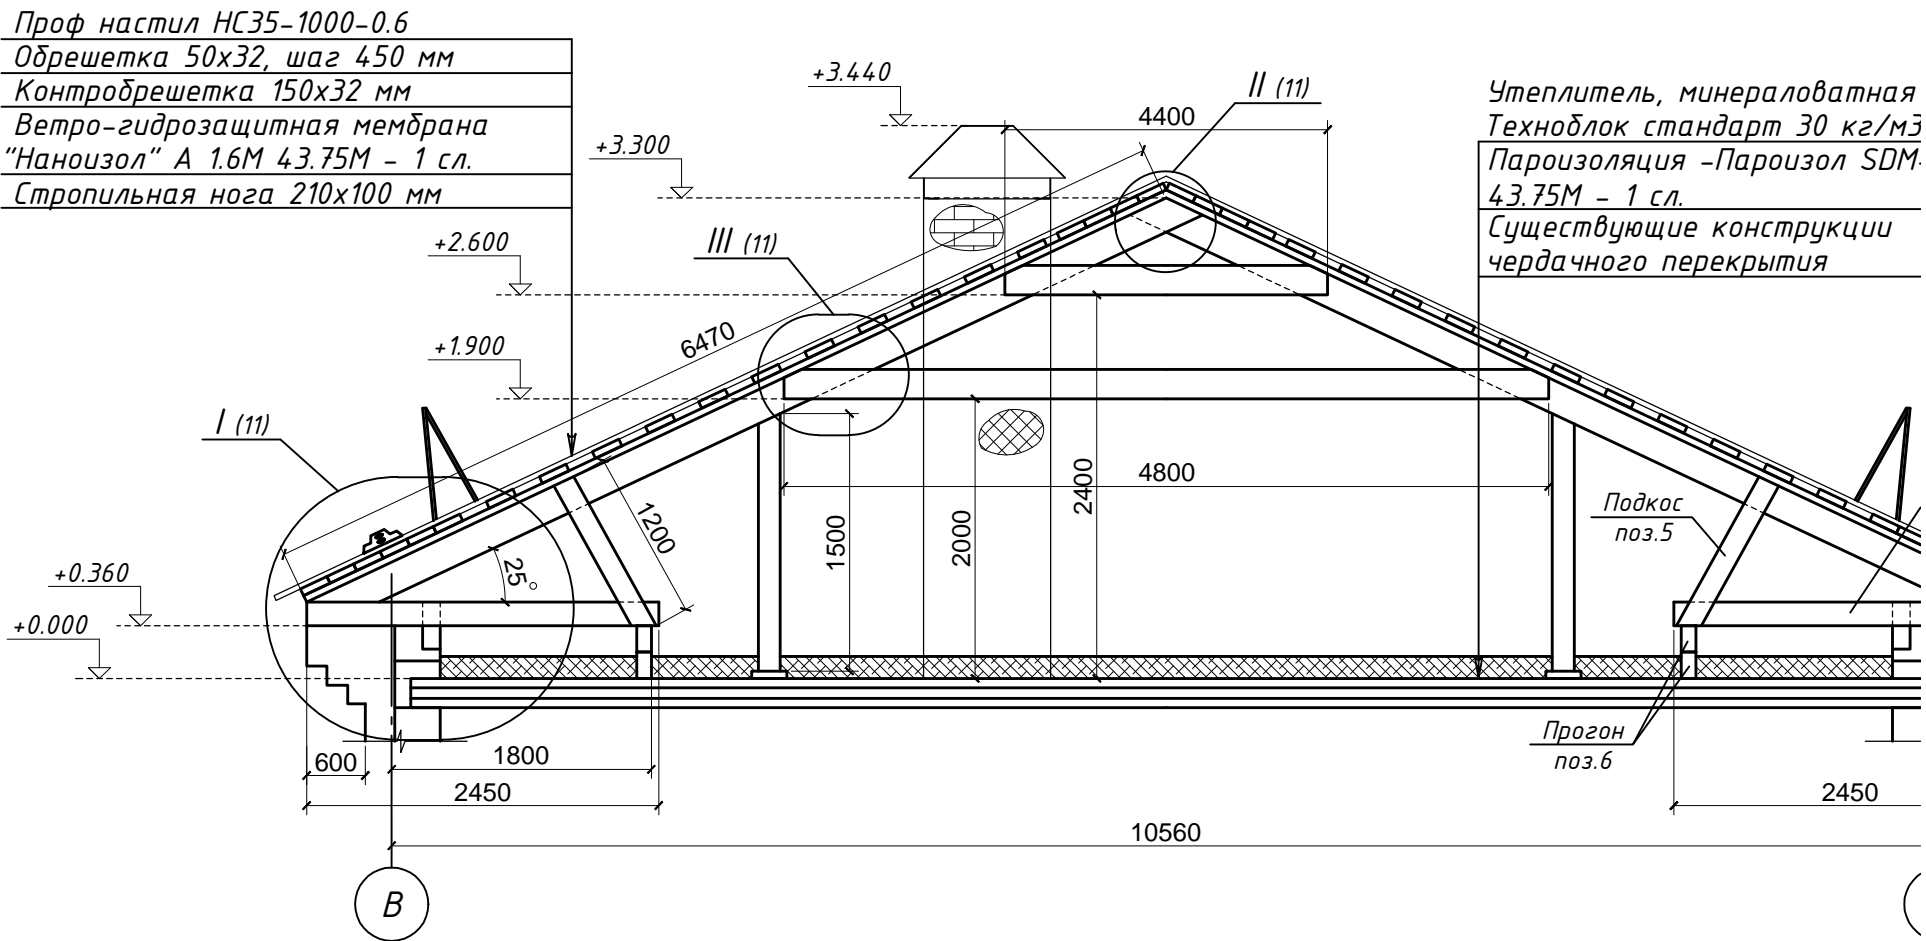 Проф настил НС35-1000-0.6
Обрешетка 50х32, шаг 450 мм
Контробрешетка 150х32 мм
Ветро-гидрозащитная мембрана
"Наноизол" А 1.6М 43.75М - 1 сл.
Стропильная нога 210х100 мм
+3.440
II (11)
4400
Утеплитель, минераловатная
Техноблок стандарт 30 кг/м3
Пароизоляция -Пароизол SDM-
43.75М - 1 сл.
Существующие конструкции
чердачного перекрытия
+3.300
III (11)
+2.600
+1.900
6470
I (11)
4800
2400
1500
2000
1200
25°
Подкос
поз.5
+0.360
+0.000
Прогон
поз.6
600
1800
2450
2450
10560
В